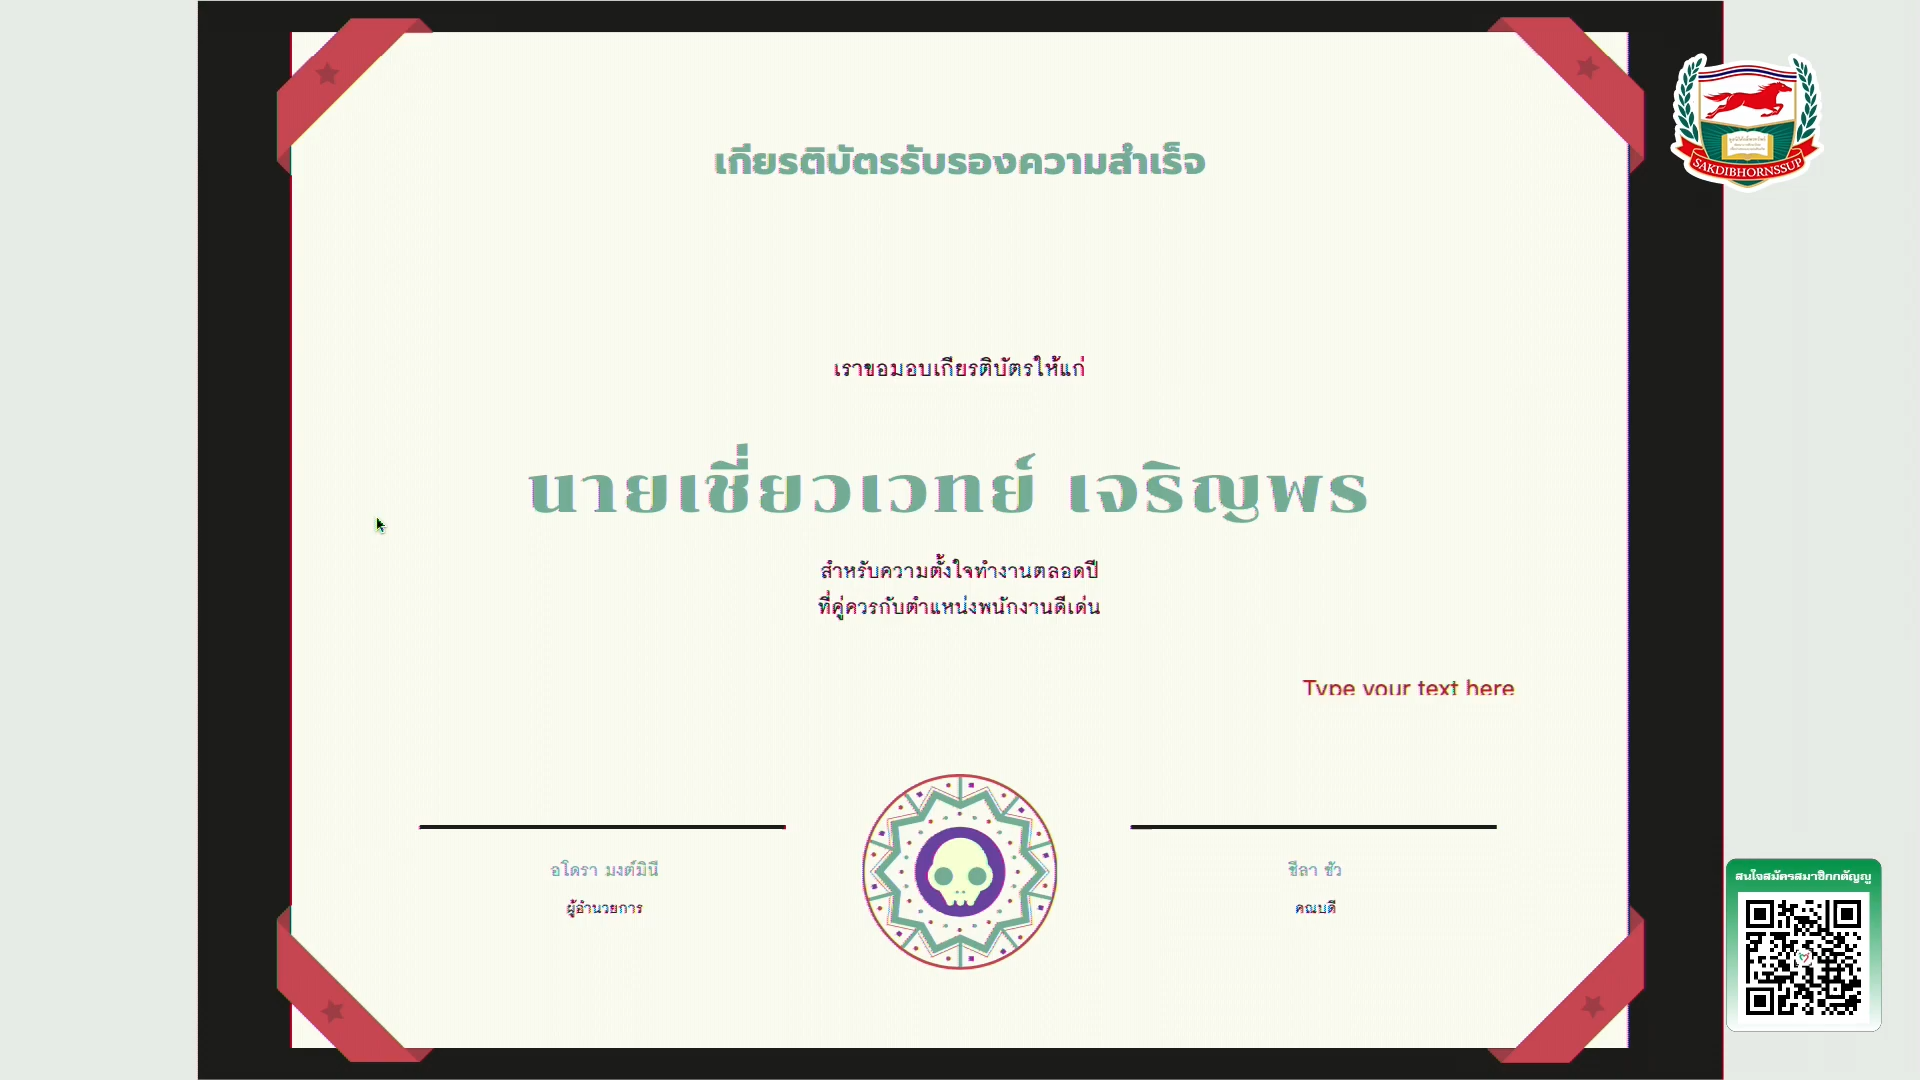 เกียรติบัตรรับรองความสำเร็จ
SAKDIBHORNSSUP
เราขอมอบเกียรติบัตรให้แก่
นายเชี่ยวเวทย์ เจริญพร
สำหรับความตั้งใจทำงานตลอดปี
ที่คู่ควรกับตำแหน่งพนักงานดีเด่น
Type your text here
อโดรา มงต์มินี
ผู้อำนวยการ
ชีลา ชัว
คณบดี
สนใจสมัครสมาชิกกตัญญู